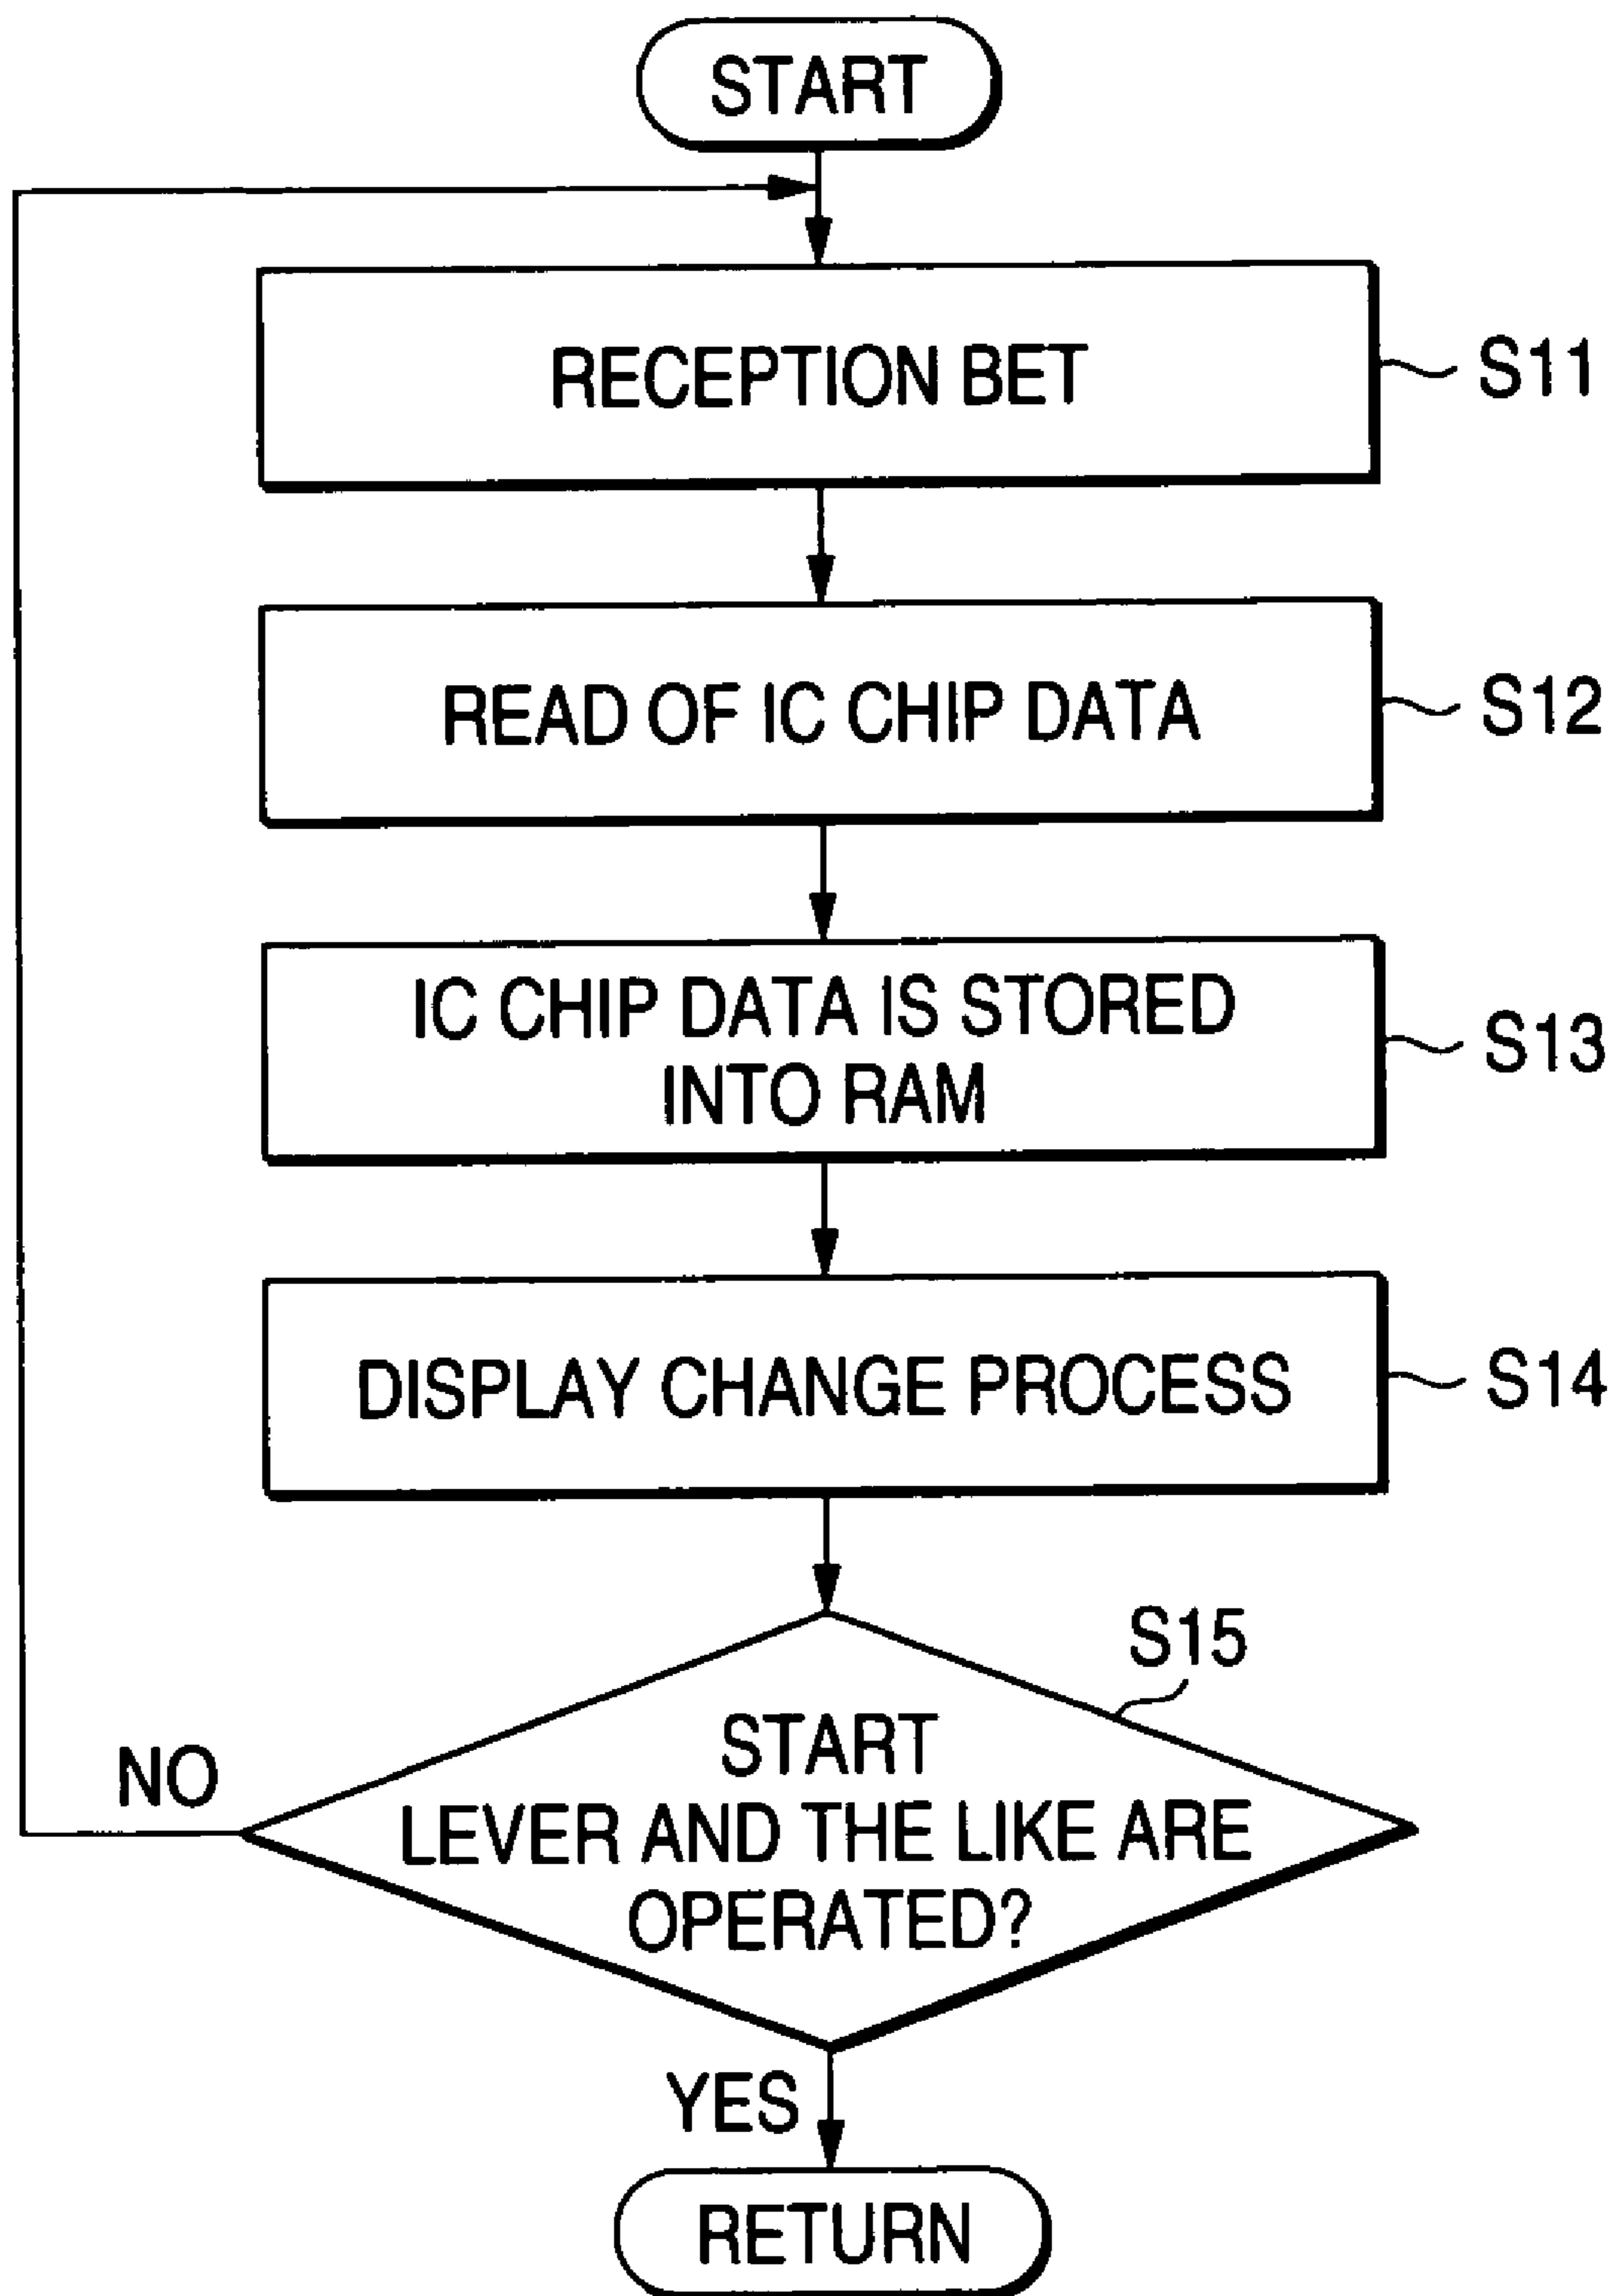 START
RECEPTION BET
S11
READ OF IC CHIP DATA
S12
IC CHIP DATA IS STORED
INTO RAM
S13
DISPLAY CHANGE PROCESS
S14
S15
START
LEVER AND THE LIKE ARE
OPERATED?
NO
YES
RETURN